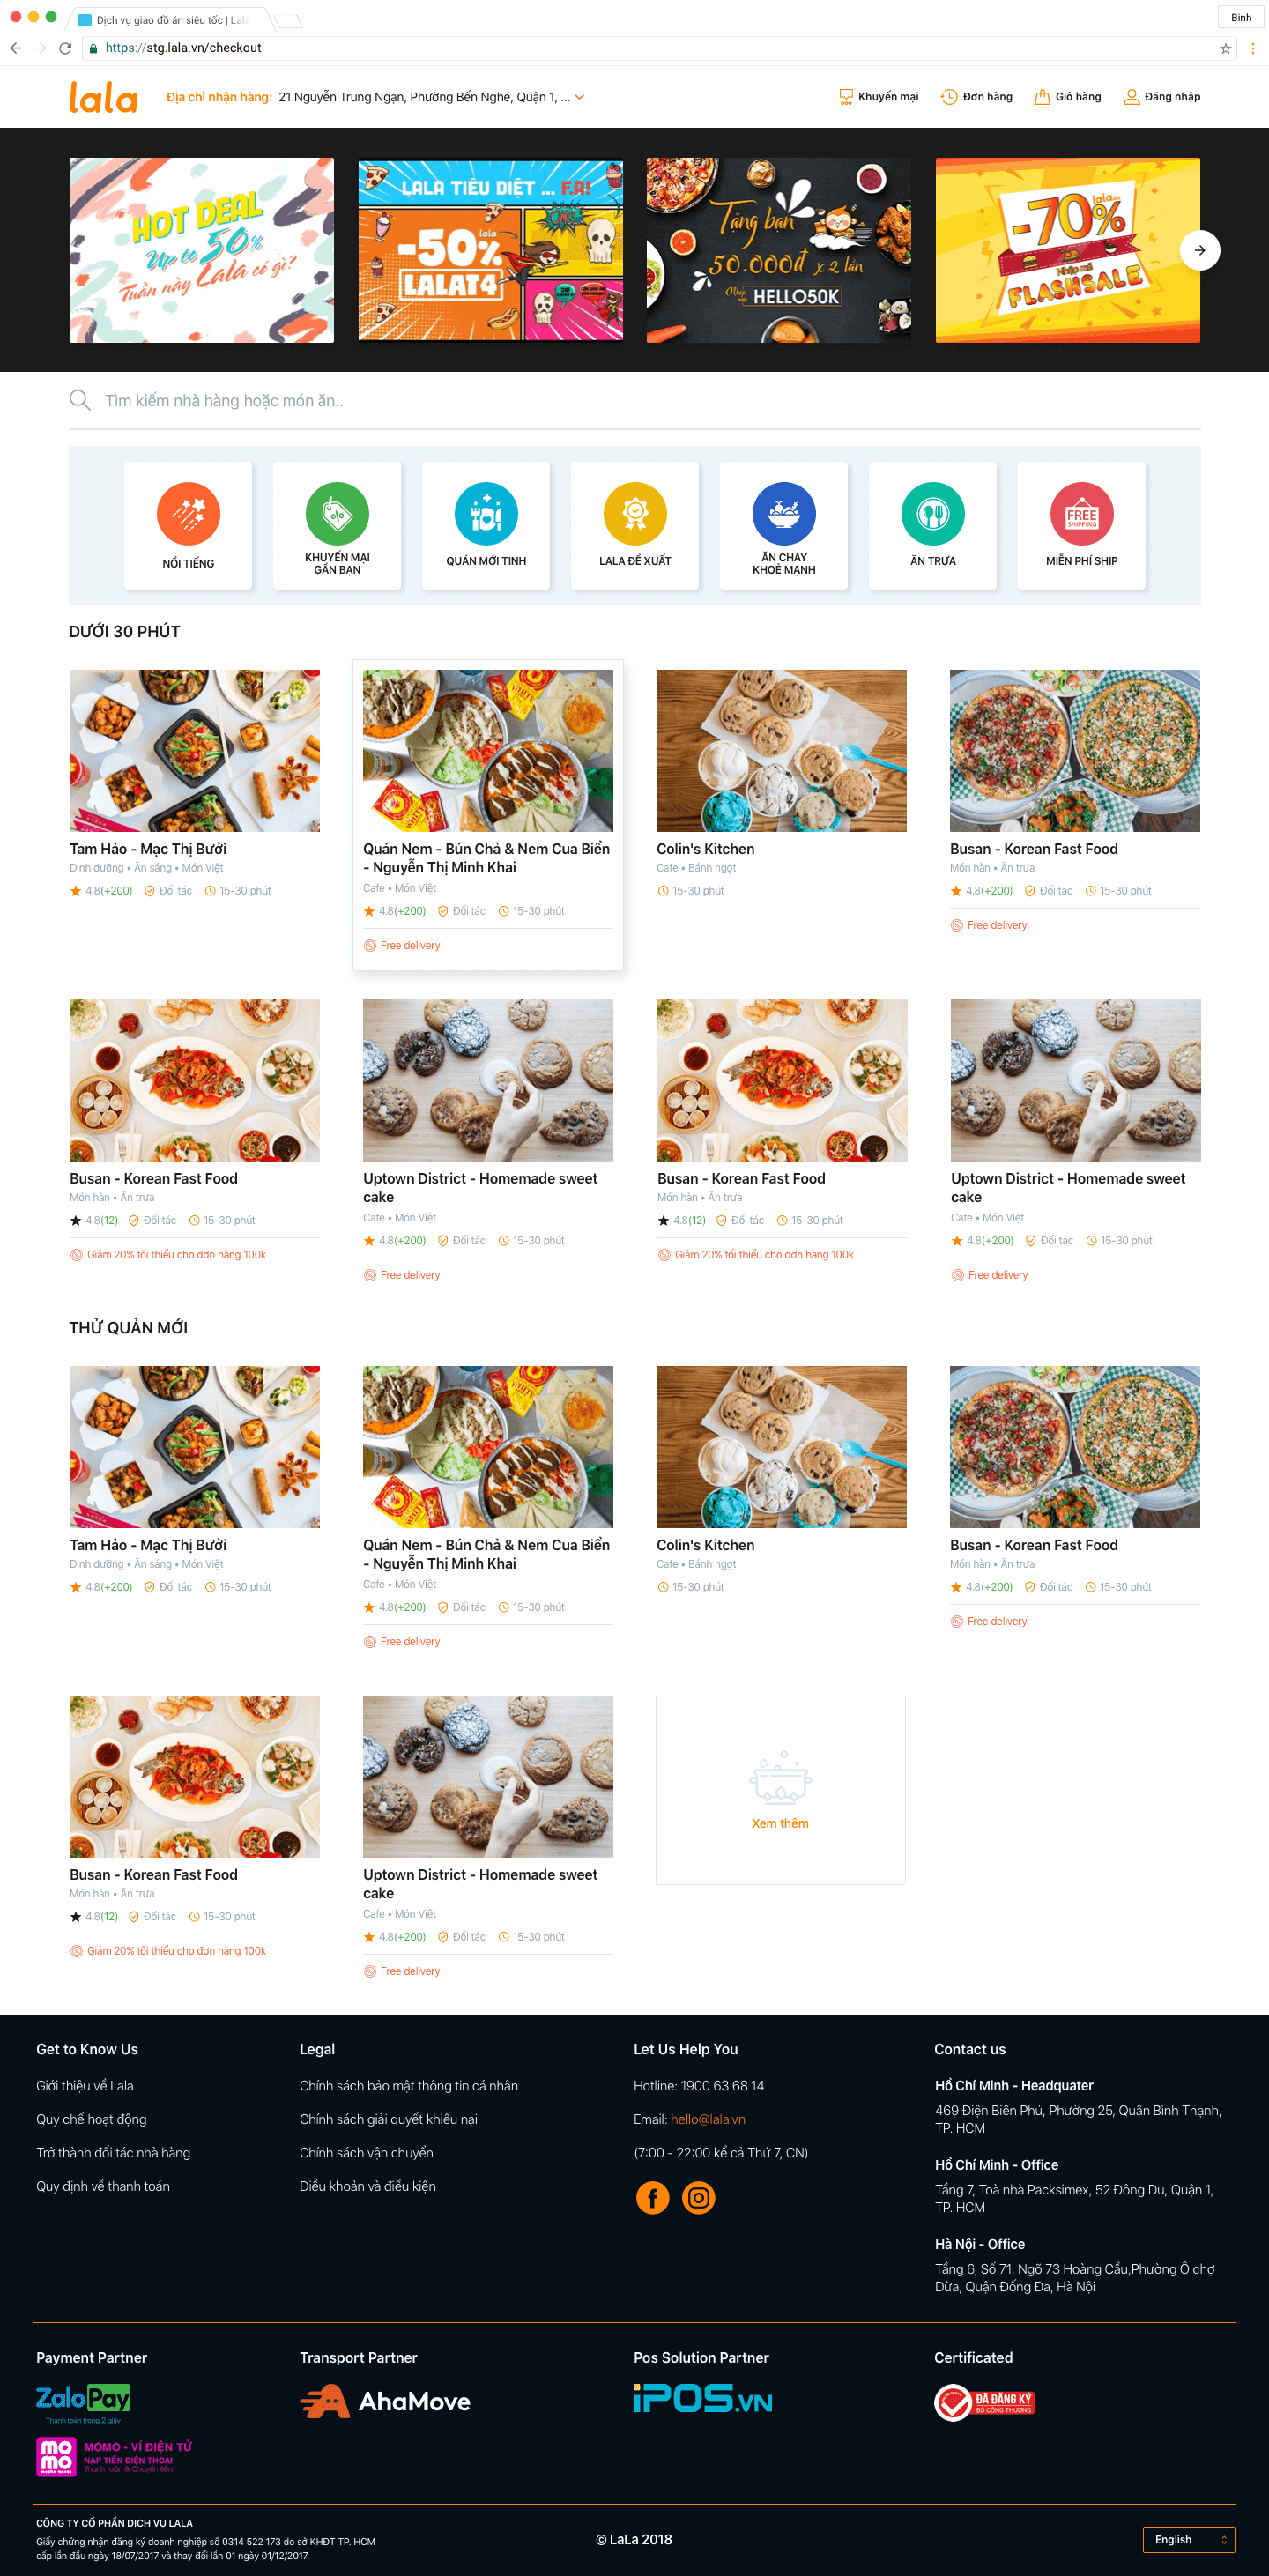 Dịch vụ giao đồ ăn siêu tốc | Lala
Binh
https://stg.lala.vn/checkout
lala
Địa chỉ nhận hàng: 21 Nguyễn Trung Ngạn, Phường Bến Nghé, Quận 1, ...
Khuyến mại
Đơn hàng
Giỏ hàng
Đăng nhập
HOT DEAL
Up to 50%
Tuần này Lala có gì?
LALA TIÊU DIỆT ... F.A!
lala
-50%
LALAT4
Tặng bạn
50.000đ x 2 lần
Nhập mã HELLO50K
lala.vn
-70%
Nhập mã
FLASHSALE
Tìm kiếm nhà hàng hoặc món ăn..
NỔI TIẾNG
KHUYẾN MẠI
GẦN BẠN
QUÁN MỚI TINH
LALA ĐỀ XUẤT
ĂN CHAY
KHOẺ MẠNH
ĂN TRƯA
FREE
SHIPPING
MIỄN PHÍ SHIP
DƯỚI 30 PHÚT
Tam Hảo - Mạc Thị Bưởi
Dinh dưỡng • Ăn sáng • Món Việt
4.8(+200) Đối tác 15-30 phút
Quán Nem - Bún Chả & Nem Cua Biển
- Nguyễn Thị Minh Khai
Cafe • Món Việt
4.8(+200) Đối tác 15-30 phút
Free delivery
Colin's Kitchen
Cafe • Bánh ngọt
15-30 phút
Busan - Korean Fast Food
Món hàn • Ăn trưa
4.8(+200) Đối tác 15-30 phút
Free delivery
Busan - Korean Fast Food
Món hàn • Ăn trưa
4.8(12) Đối tác 15-30 phút
Giảm 20% tối thiểu cho đơn hàng 100k
Uptown District - Homemade sweet
cake
Cafe • Món Việt
4.8(+200) Đối tác 15-30 phút
Free delivery
Busan - Korean Fast Food
Món hàn • Ăn trưa
4.8(12) Đối tác 15-30 phút
Giảm 20% tối thiểu cho đơn hàng 100k
Uptown District - Homemade sweet
cake
Cafe • Món Việt
4.8(+200) Đối tác 15-30 phút
Free delivery
THỬ QUẢN MỚI
Tam Hảo - Mạc Thị Bưởi
Dinh dưỡng • Ăn sáng • Món Việt
4.8(+200) Đối tác 15-30 phút
Quán Nem - Bún Chả & Nem Cua Biển
- Nguyễn Thị Minh Khai
Cafe • Món Việt
4.8(+200) Đối tác 15-30 phút
Free delivery
Colin's Kitchen
Cafe • Bánh ngọt
15-30 phút
Busan - Korean Fast Food
Món hàn • Ăn trưa
4.8(+200) Đối tác 15-30 phút
Free delivery
Busan - Korean Fast Food
Món hàn • Ăn trưa
4.8(12) Đối tác 15-30 phút
Giảm 20% tối thiểu cho đơn hàng 100k
Uptown District - Homemade sweet
cake
Cafe • Món Việt
4.8(+200) Đối tác 15-30 phút
Free delivery
Xem thêm
Get to Know Us
Giới thiệu về Lala
Quy chế hoạt động
Trở thành đối tác nhà hàng
Quy định về thanh toán
Legal
Chính sách bảo mật thông tin cá nhân
Chính sách giải quyết khiếu nại
Chính sách vận chuyển
Điều khoản và điều kiện
Let Us Help You
Hotline: 1900 63 68 14
Email: hello@lala.vn
(7:00 - 22:00 kể cả Thứ 7, CN)
Contact us
Hồ Chí Minh - Headquater
469 Điện Biên Phủ, Phường 25, Quận Bình Thạnh,
TP. HCM
Hồ Chí Minh - Office
Tầng 7, Toà nhà Packsimex, 52 Đông Du, Quận 1,
TP. HCM
Hà Nội - Office
Tầng 6, Số 71, Ngõ 73 Hoàng Cầu,Phường Ô chợ
Dừa, Quận Đống Đa, Hà Nội
Payment Partner
ZaloPay
Thanh toán trong 2 giây
momo
MOMO - VÍ ĐIỆN TỬ
NẠP TIỀN ĐIỆN THOẠI
Thanh toán & Chuyển tiền
Transport Partner
AhaMove
Pos Solution Partner
iPOS.VN
Certificated
ĐÃ ĐĂNG KÝ
BỘ CÔNG THƯƠNG
CÔNG TY CỔ PHẦN DỊCH VỤ LALA
Giấy chứng nhận đăng ký doanh nghiệp số 0314 522 173 do sở KHĐT TP. HCM
cấp lần đầu ngày 18/07/2017 và thay đổi lần 01 ngày 01/12/2017
© LaLa 2018
English